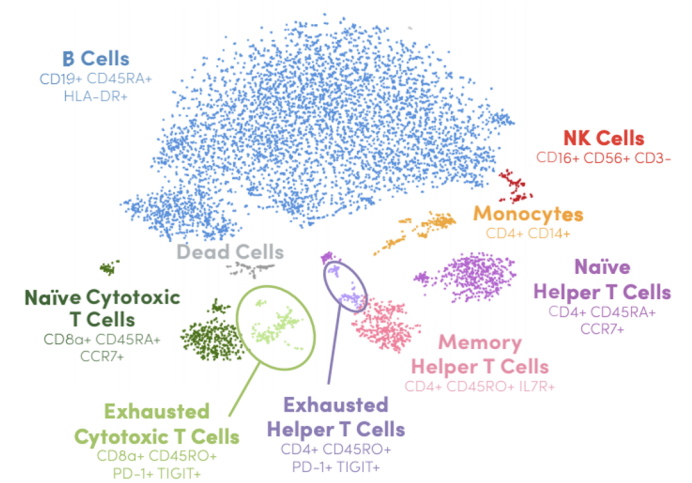 B Cells
CD19+ CD45RA+
HLA-DR+
NK Cells
CD16+ CD56+ CD3-
Monocytes
CD4+ CD14+
Dead Cells
Naïve
Helper T Cells
CD4+ CD45RA+
CCR7+
Naïve Cytotoxic
T Cells
CD8a+ CD45RA+
CCR7+
Memory
Helper T Cells
CD4+ CD45RO+ IL7R+
Exhausted
Cytotoxic T Cells
CD8a+ CD45RO+
PD-1+ TIGIT+
Exhausted
Helper T Cells
CD4+ CD45RO+
PD-1+ TIGIT+